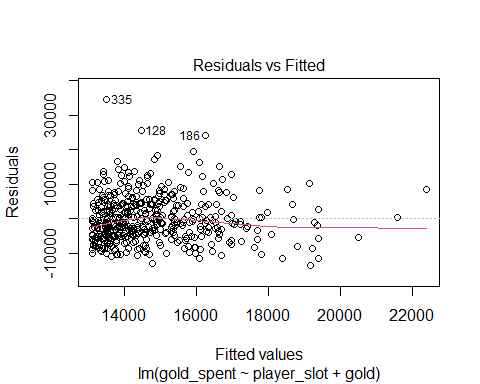 Residuals vs Fitted
Residuals
-10000
10000
30000
335
128
186
14000
16000
18000
20000
22000
Fitted values
lm(gold_spent ~ player_slot + gold)